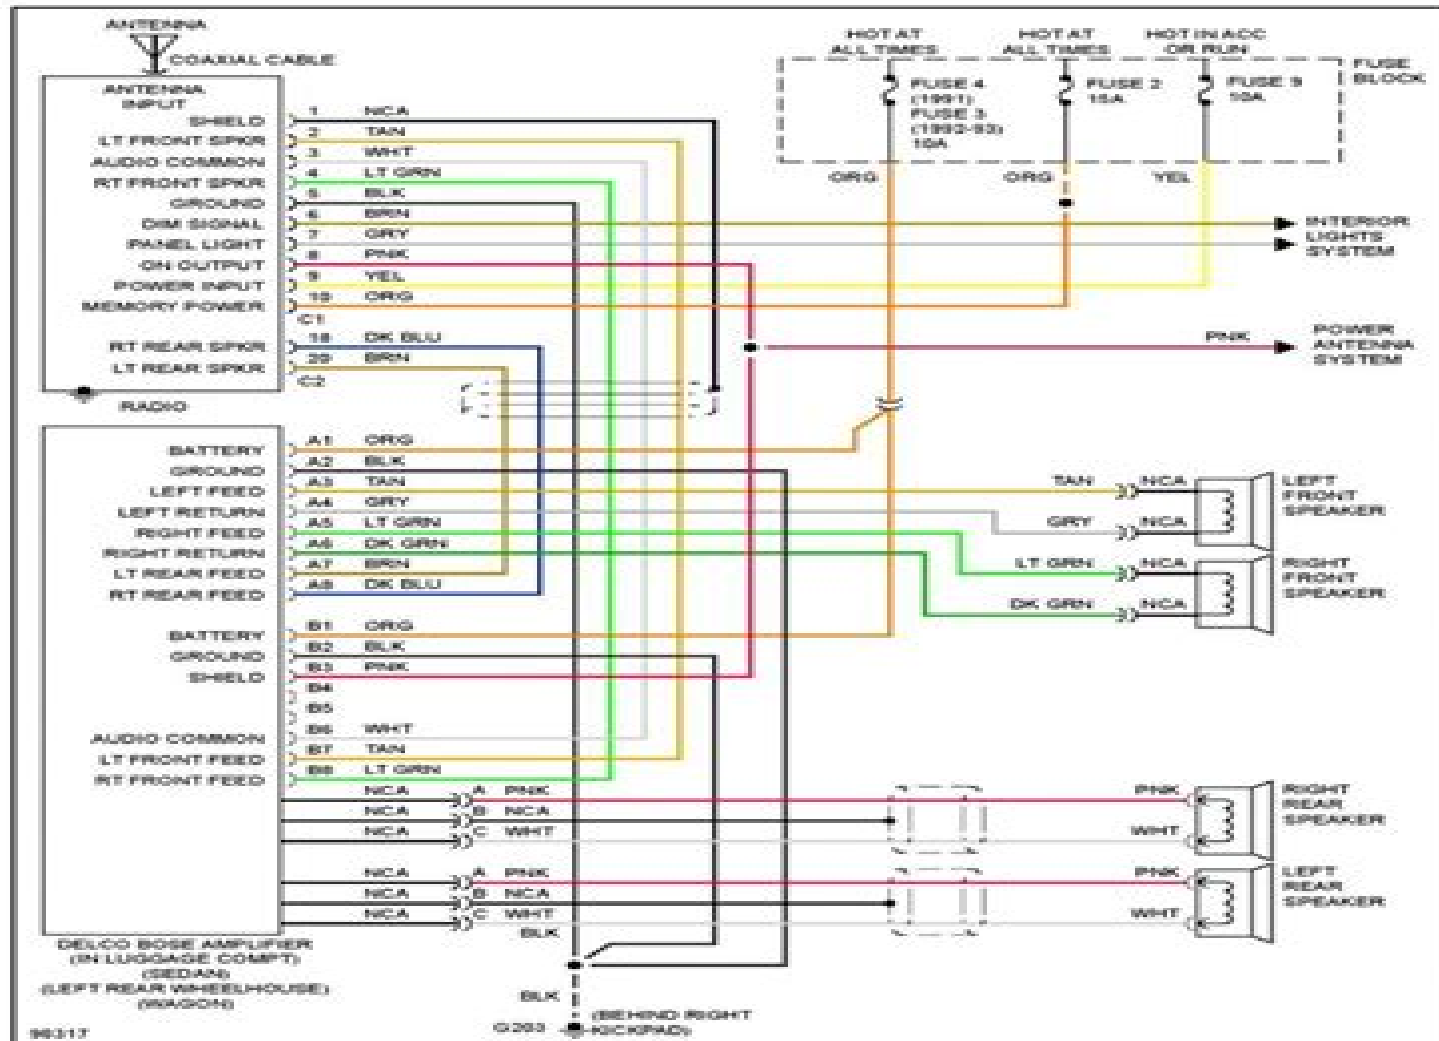 ANTENNA
COAXIAL CABLE
ANTENNA
INPUT
SHIELD 1 NCA
LT FRONT SPKR 2 TAN
AUDIO COMMON 3 WHT
RT FRONT SPKR 4 LT GRN
GROUND 5 BLK
DIM SIGNAL 6 BRN
PANEL LIGHT 7 GRY
ON OUTPUT 8 PNK
POWER INPUT 9 YEL
MEMORY POWER 10 ORG
C1
RT REAR SPKR 18 DK BLU
LT REAR SPKR 20 BRN
C2
RADIO
HOT AT
ALL TIMES
HOT AT
ALL TIMES
HOT IN ACC
OR RUN
FUSE
BLOCK
FUSE 4
(1991)
FUSE 3
(1992-93)
10A
FUSE 2
15A
FUSE 9
10A
ORG
ORG
YEL
INTERIOR
LIGHTS
SYSTEM
PNK
POWER
ANTENNA
SYSTEM
BATTERY A1 ORG
GROUND A2 BLK
LEFT FEED A3 TAN
LEFT RETURN A4 GRY
RIGHT FEED A5 LT GRN
RIGHT RETURN A6 DK GRN
LT REAR FEED A7 BRN
RT REAR FEED A8 DK BLU
BATTERY B1 ORG
GROUND B2 BLK
SHIELD B3 PNK
B4
B5
AUDIO COMMON B6 WHT
LT FRONT FEED B7 TAN
RT FRONT FEED B8 LT GRN
TAN NCA
GRY NCA
LEFT
FRONT
SPEAKER
LT GRN NCA
DK GRN NCA
RIGHT
FRONT
SPEAKER
NCA A PNK PNK
NCA B NCA
NCA C WHT WHT
RIGHT
REAR
SPEAKER
NCA A PNK PNK
NCA B NCA
NCA C WHT WHT
LEFT
REAR
SPEAKER
BLK
DELCO BOSE AMPLIFIER
(IN LUGGAGE COMPT)
(SEDAN)
(LEFT REAR WHEELHOUSE)
(WAGON)
BLK
G203
(BEHIND RIGHT
KICKPAD)
90317